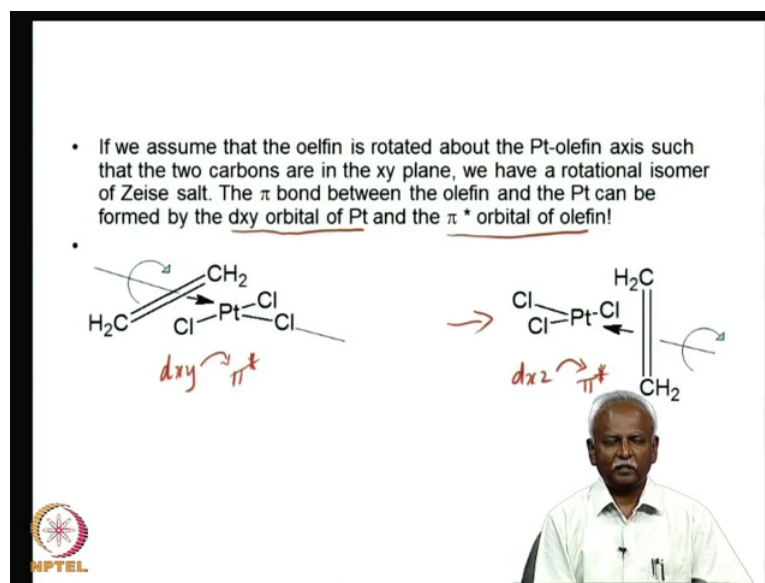 • If we assume that the oelfin is rotated about the Pt-olefin axis such
that the two carbons are in the xy plane, we have a rotational isomer
of Zeise salt. The π bond between the olefin and the Pt can be
formed by the dxy orbital of Pt and the π * orbital of olefin!
•
CH2
H2C
Cl
Pt
Cl
Cl
dxy π*
H2C
Cl
Cl
Pt
Cl
CH2
dxz π*
NPTEL